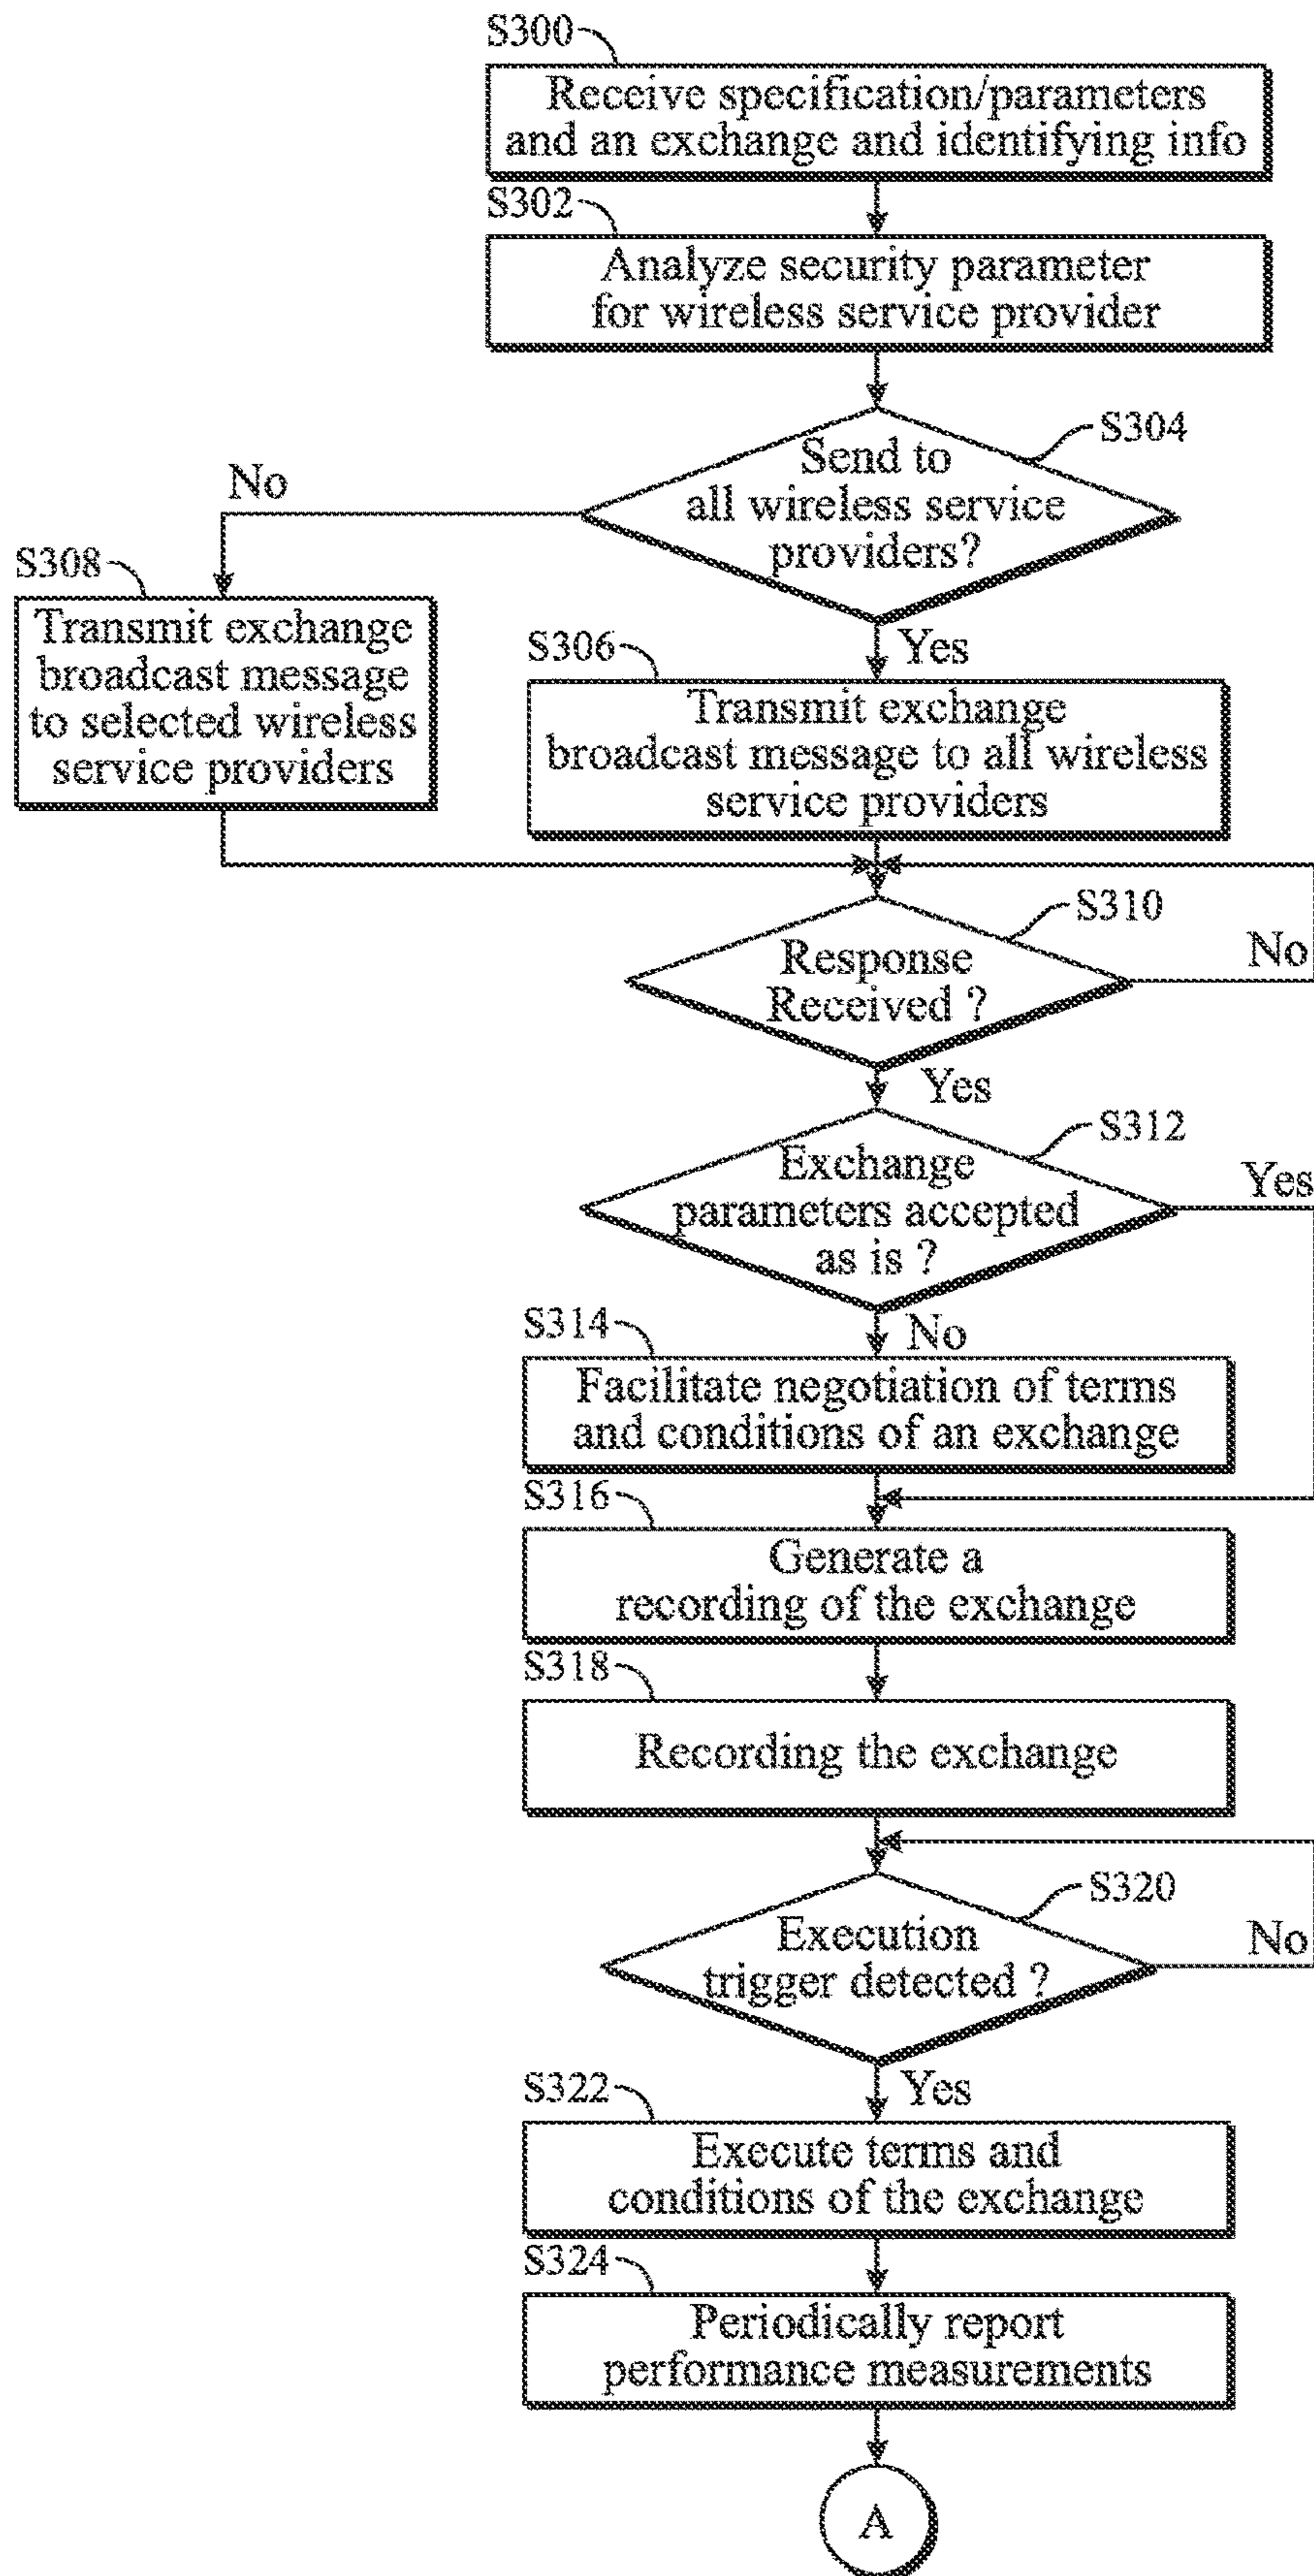 S300
Receive specification/parameters
and an exchange and identifying info
S302
Analyze security parameter
for wireless service provider
S304
Send to
all wireless service
providers?
No
Yes
S308
Transmit exchange
broadcast message
to selected wireless
service providers
S306
Transmit exchange
broadcast message to all wireless
service providers
S310
Response
Received ?
No
Yes
S312
Exchange
parameters accepted
as is ?
Yes
No
S314
Facilitate negotiation of terms
and conditions of an exchange
S316
Generate a
recording of the exchange
S318
Recording the exchange
S320
Execution
trigger detected ?
No
Yes
S322
Execute terms and
conditions of the exchange
S324
Periodically report
performance measurements
A